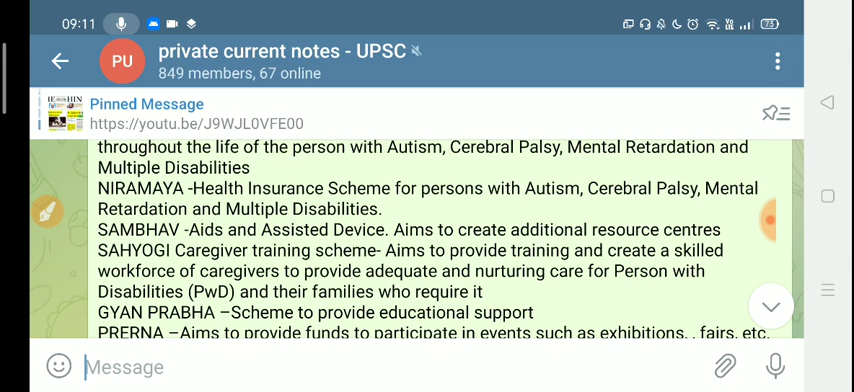 09:11
73
PU
private current notes - UPSC
849 members, 67 online
Pinned Message
https://youtu.be/J9WJL0VFE00
throughout the life of the person with Autism, Cerebral Palsy, Mental Retardation and
Multiple Disabilities
NIRAMAYA -Health Insurance Scheme for persons with Autism, Cerebral Palsy, Mental
Retardation and Multiple Disabilities.
SAMBHAV -Aids and Assisted Device. Aims to create additional resource centres
SAHYOGI Caregiver training scheme- Aims to provide training and create a skilled
workforce of caregivers to provide adequate and nurturing care for Person with
Disabilities (PwD) and their families who require it
GYAN PRABHA –Scheme to provide educational support
PRERNA –Aims to provide funds to participate in events such as exhibitions, , fairs, etc.
Message